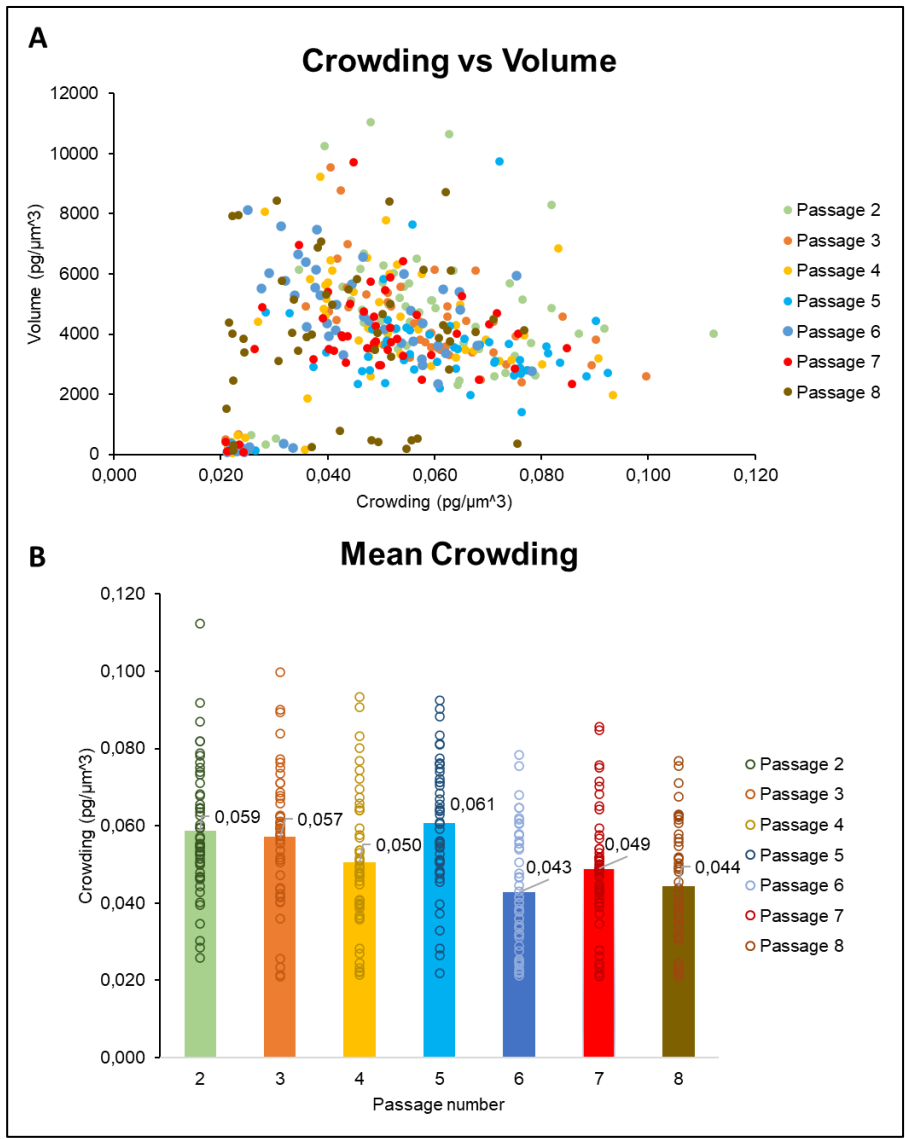 A
Crowding vs Volume
Volume (pg/µm^3)
12000
10000
8000
6000
4000
2000
0
0,000 0,020 0,040 0,060 0,080 0,100 0,120
Crowding (pg/µm^3)
Passage 2
Passage 3
Passage 4
Passage 5
Passage 6
Passage 7
Passage 8
B
Mean Crowding
Crowding (pg/µm^3)
0,120
0,100
0,080
0,060
0,040
0,020
0,000
0,059
0,057
0,050
0,061
0,043
0,049
0,044
2 3 4 5 6 7 8
Passage number
Passage 2
Passage 3
Passage 4
Passage 5
Passage 6
Passage 7
Passage 8